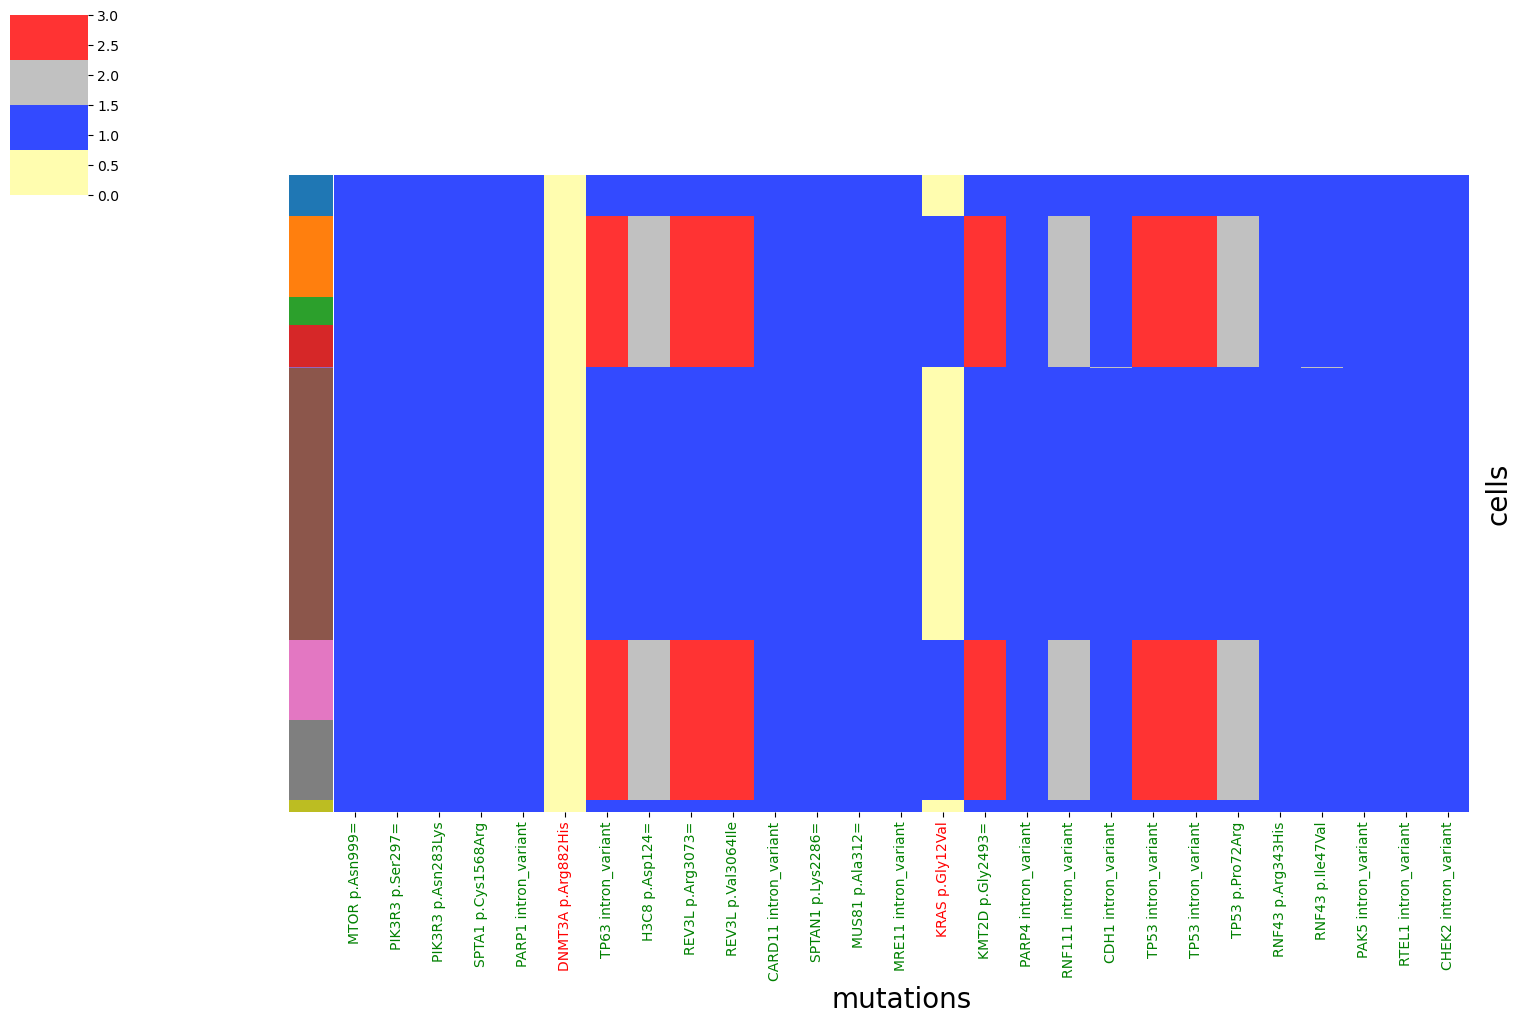 3.0
2.5
2.0
1.5
1.0
0.5
0.0
cells
MTOR p.Asn999=
PIK3R3 p.Ser297=
PIK3R3 p.Asn283Lys
SPTA1 p.Cys1568Arg
PARP1 intron_variant
DNMT3A p.Arg882His
TP63 intron_variant
H3C8 p.Asp124=
REV3L p.Arg3073=
REV3L p.Val3064Ile
CARD11 intron_variant
SPTAN1 p.Lys2286=
MUS81 p.Ala312=
MRE11 intron_variant
KRAS p.Gly12Val
KMT2D p.Gly2493=
PARP4 intron_variant
RNF111 intron_variant
CDH1 intron_variant
TP53 intron_variant
TP53 intron_variant
TP53 p.Pro72Arg
RNF43 p.Arg343His
RNF43 p.Ile47Val
PAK5 intron_variant
RTEL1 intron_variant
CHEK2 intron_variant
mutations